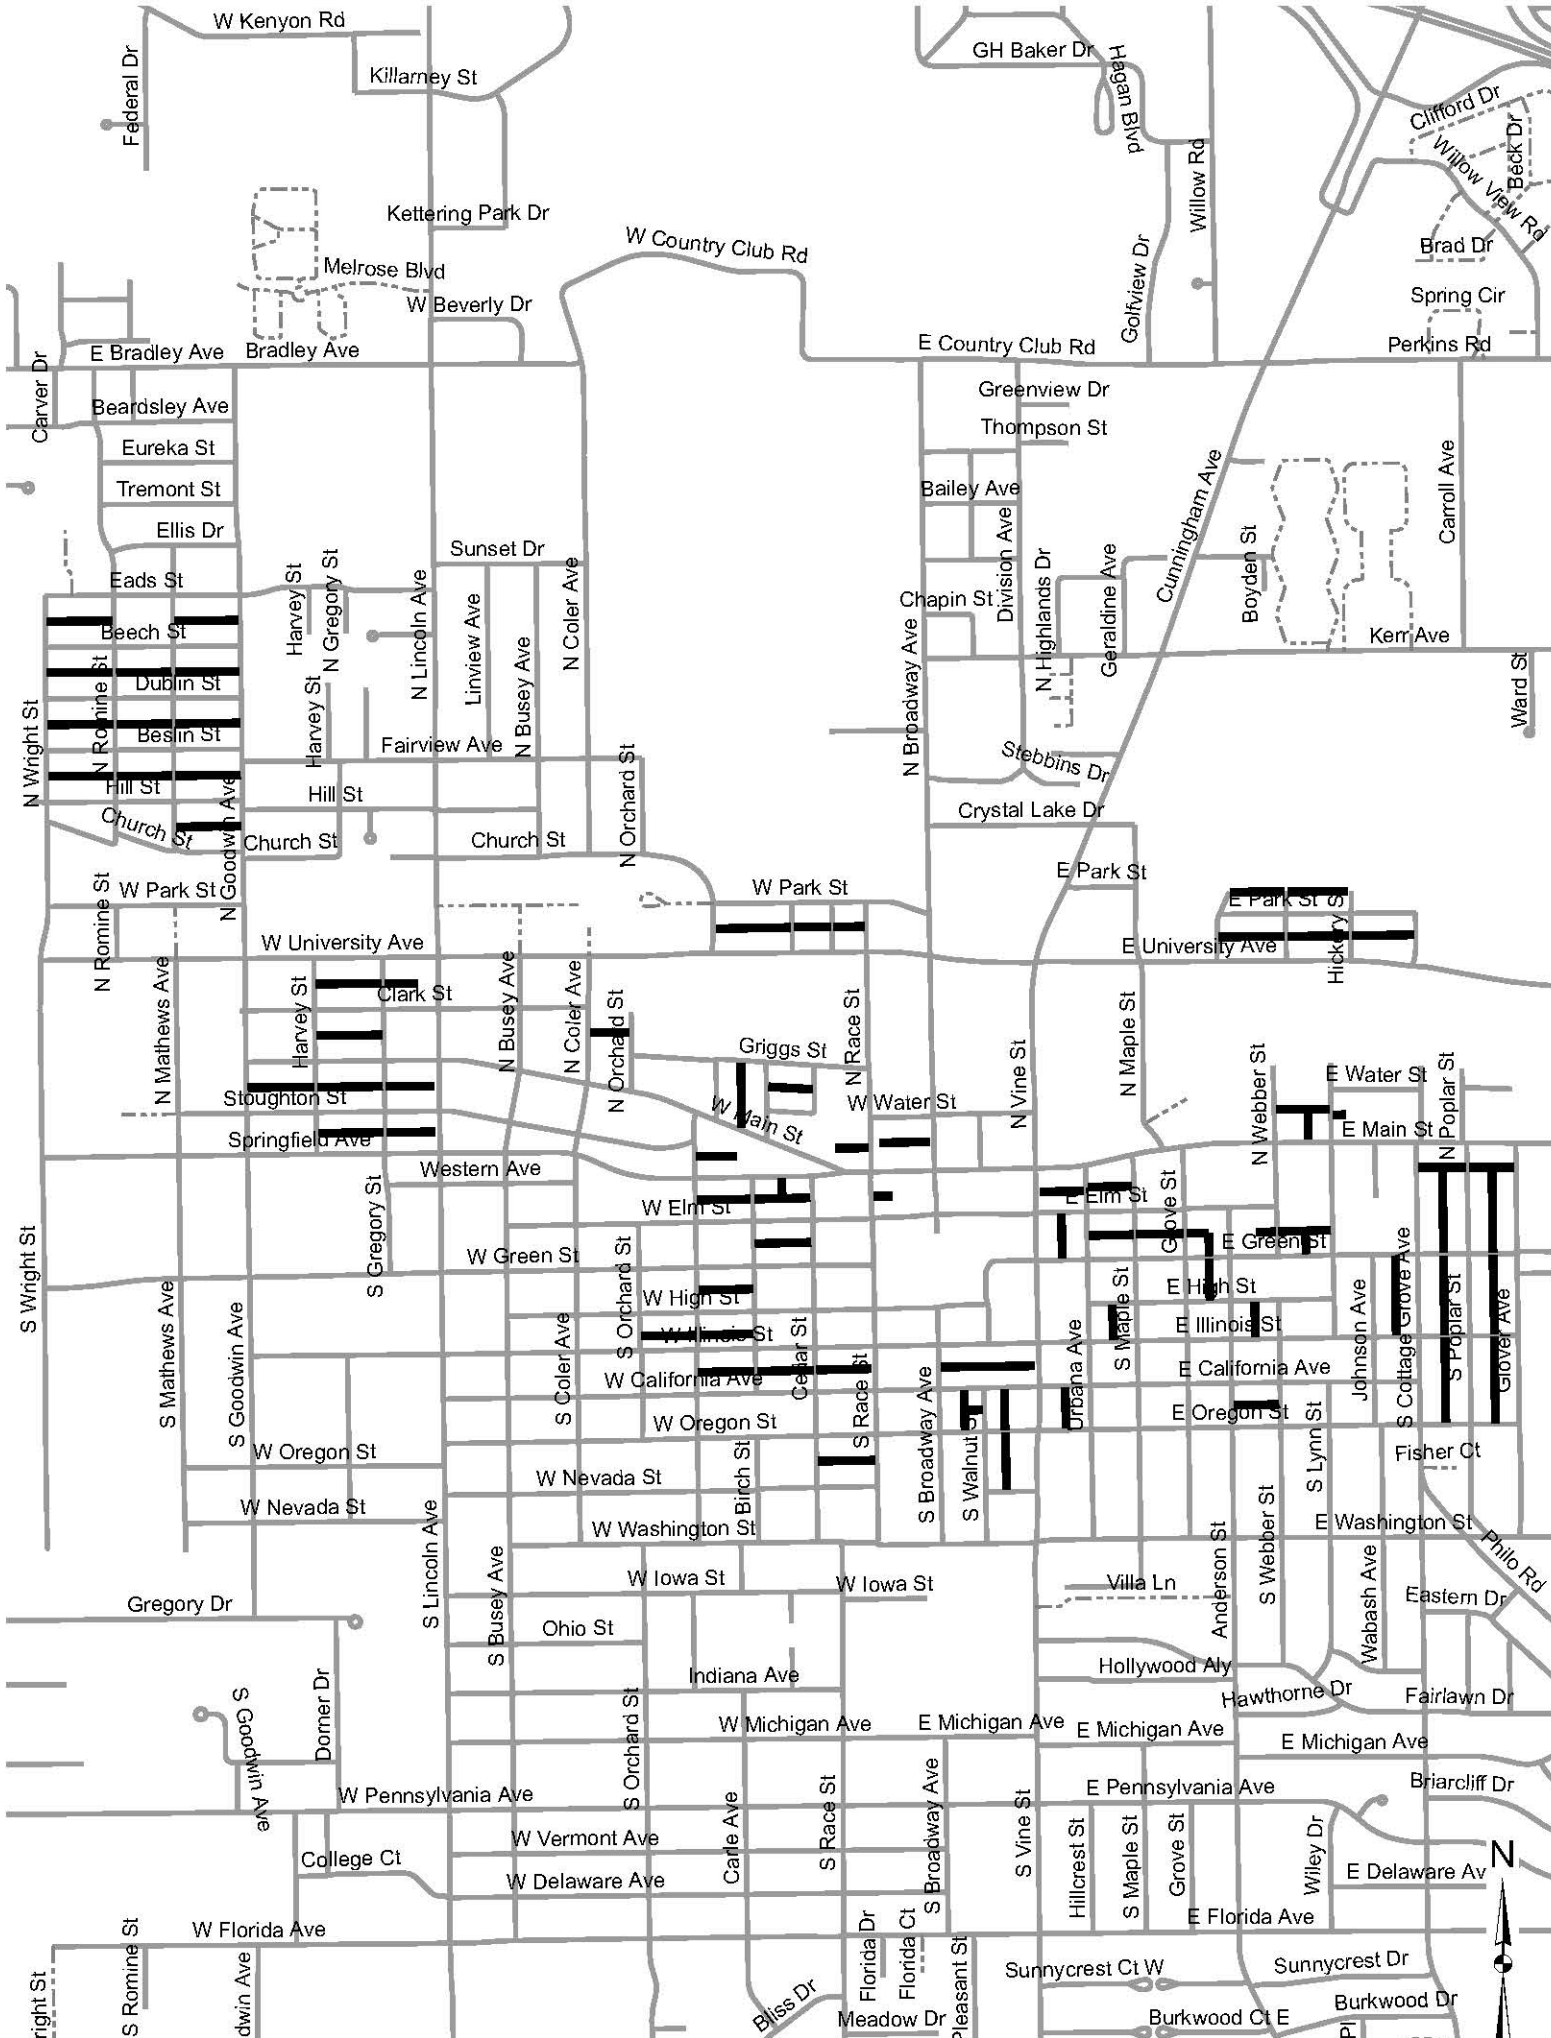 W Kenyon Rd
Federal Dr
Killarney St
GH Baker Dr
Hagan Blvd
Clifford Dr
Beck Dr
Willow View Rd
Willow Rd
Kettering Park Dr
W Country Club Rd
Golfview Dr
Brad Dr
Melrose Blvd
W Beverly Dr
Spring Cir
E Bradley Ave
Bradley Ave
E Country Club Rd
Perkins Rd
Carver Dr
Beardsley Ave
Greenview Dr
Thompson St
Eureka St
Tremont St
Bailey Ave
Cunningham Ave
Carroll Ave
Ellis Dr
Sunset Dr
Division Ave
Eads St
Harvey St
N Gregory St
N Lincoln Ave
Linview Ave
N Coler Ave
Chapin St
N Highlands Dr
Geraldine Ave
Boyden St
Beech St
Kerr Ave
N Romine St
Dublin St
Harvey St
N Busey Ave
N Broadway Ave
Ward St
N Wright St
Beslin St
Fairview Ave
Stebbins Dr
Hill St
Hill St
N Orchard St
Crystal Lake Dr
Church St
N Goodwin Ave
Church St
Church St
W Park St
W Park St
E Park St
E Park St
N Romine St
W University Ave
E University Ave
Hickory St
N Mathews Ave
Harvey St
Clark St
N Busey Ave
N Coler Ave
N Orchard St
N Race St
N Vine St
N Maple St
Griggs St
N Webber St
E Water St
N Poplar St
Stoughton St
W Main St
W Water St
E Main St
Springfield Ave
Western Ave
S Gregory St
W Elm St
E Elm St
Grove St
S Wright St
W Green St
E Green St
S Cottage Grove Ave
S Mathews Ave
S Goodwin Ave
S Orchard St
W High St
E High St
S Maple St
Johnson Ave
S Poplar St
Glover Ave
W Illinois St
E Illinois St
S Coler Ave
Cedar St
Urbana Ave
W California Ave
E California Ave
S Race St
S Broadway Ave
W Oregon St
E Oregon St
W Oregon St
Birch St
S Walnut S
S Lynn St
Fisher Ct
W Nevada St
W Nevada St
S Lincoln Ave
W Washington St
E Washington St
Anderson St
S Webber St
Philo Rd
S Busey Ave
W Iowa St
W Iowa St
Villa Ln
Wabash Ave
Eastern Dr
Gregory Dr
Ohio St
Dorner Dr
Indiana Ave
Hollywood Aly
Hawthorne Dr
Fairlawn Dr
S Goodwin Ave
S Orchard St
W Michigan Ave
E Michigan Ave
E Michigan Ave
E Michigan Ave
W Pennsylvania Ave
E Pennsylvania Ave
Briarcliff Dr
Carle Ave
S Race St
S Broadway Ave
S Vine St
Hillcrest St
S Maple St
Grove St
Wiley Dr
W Vermont Ave
College Ct
W Delaware Ave
E Delaware Av
N
W Florida Ave
E Florida Ave
S Romine St
dwin Ave
right St
Florida Dr
Florida Ct
Pleasant St
Sunnycrest Ct W
Sunnycrest Dr
Bliss Dr
Meadow Dr
Burkwood Ct E
Burkwood Dr
Pl